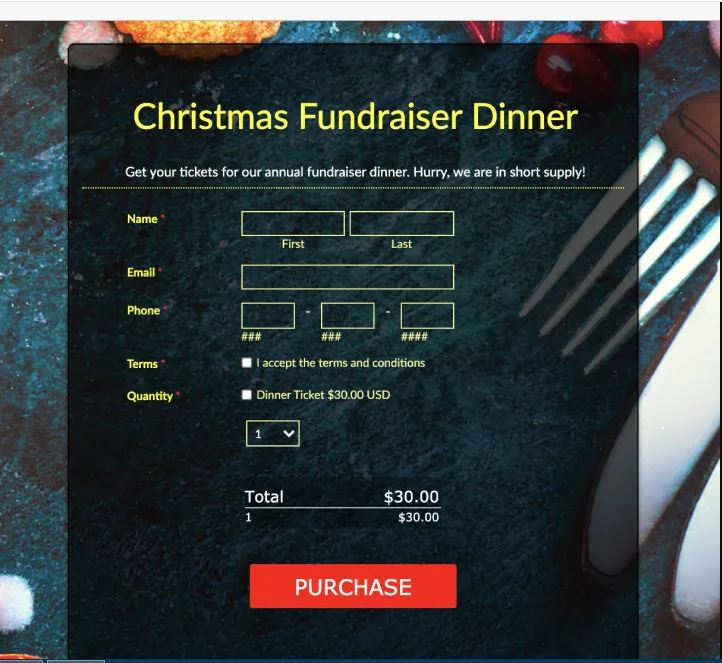 Christmas Fundraiser Dinner
Get your tickets for our annual fundraiser dinner. Hurry, we are in short supply!
Name *
First Last
Email *
Phone *
- -
### ### ####
Terms * I accept the terms and conditions
Quantity * Dinner Ticket $30.00 USD
1
Total $30.00
1 $30.00
PURCHASE